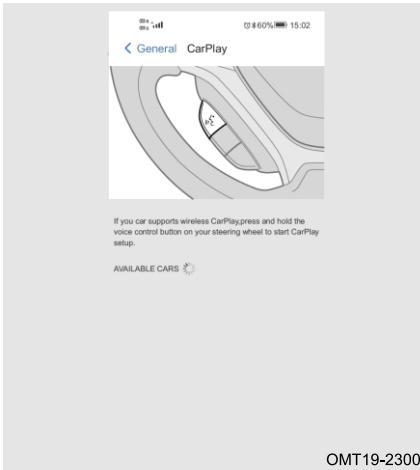 60% 15:02
General CarPlay
If you car supports wireless CarPlay,press and hold the
voice control button on your steering wheel to start CarPlay
setup.
AVAILABLE CARS
OMT19-2300